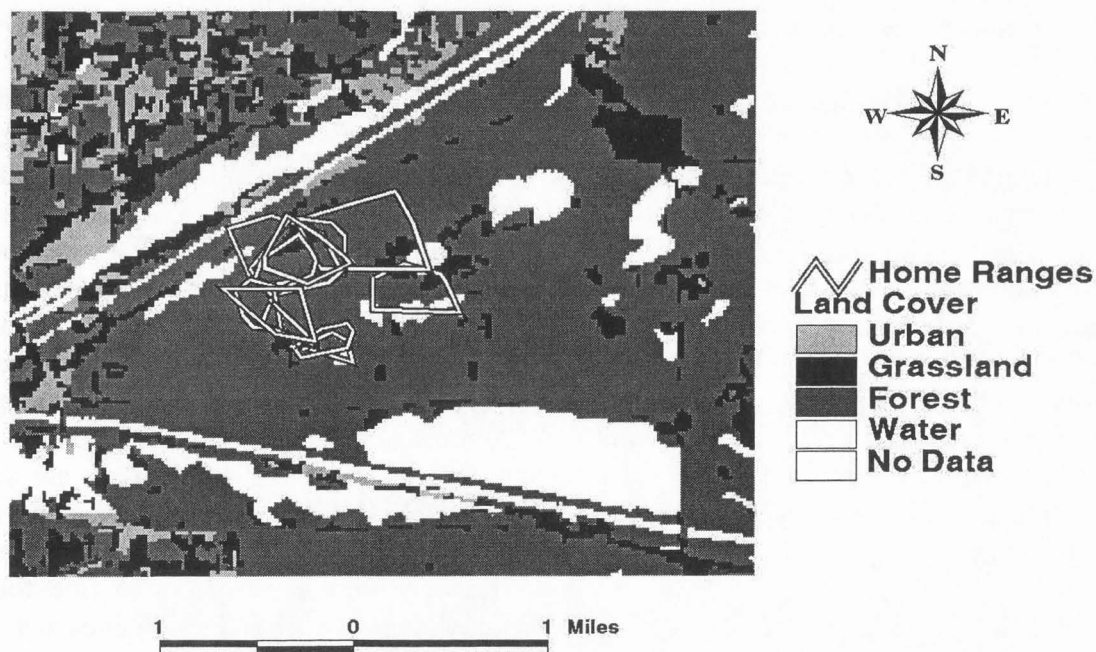 N
W E
S
Home Ranges
Land Cover
Urban
Grassland
Forest
Water
No Data
1 0 1 Miles